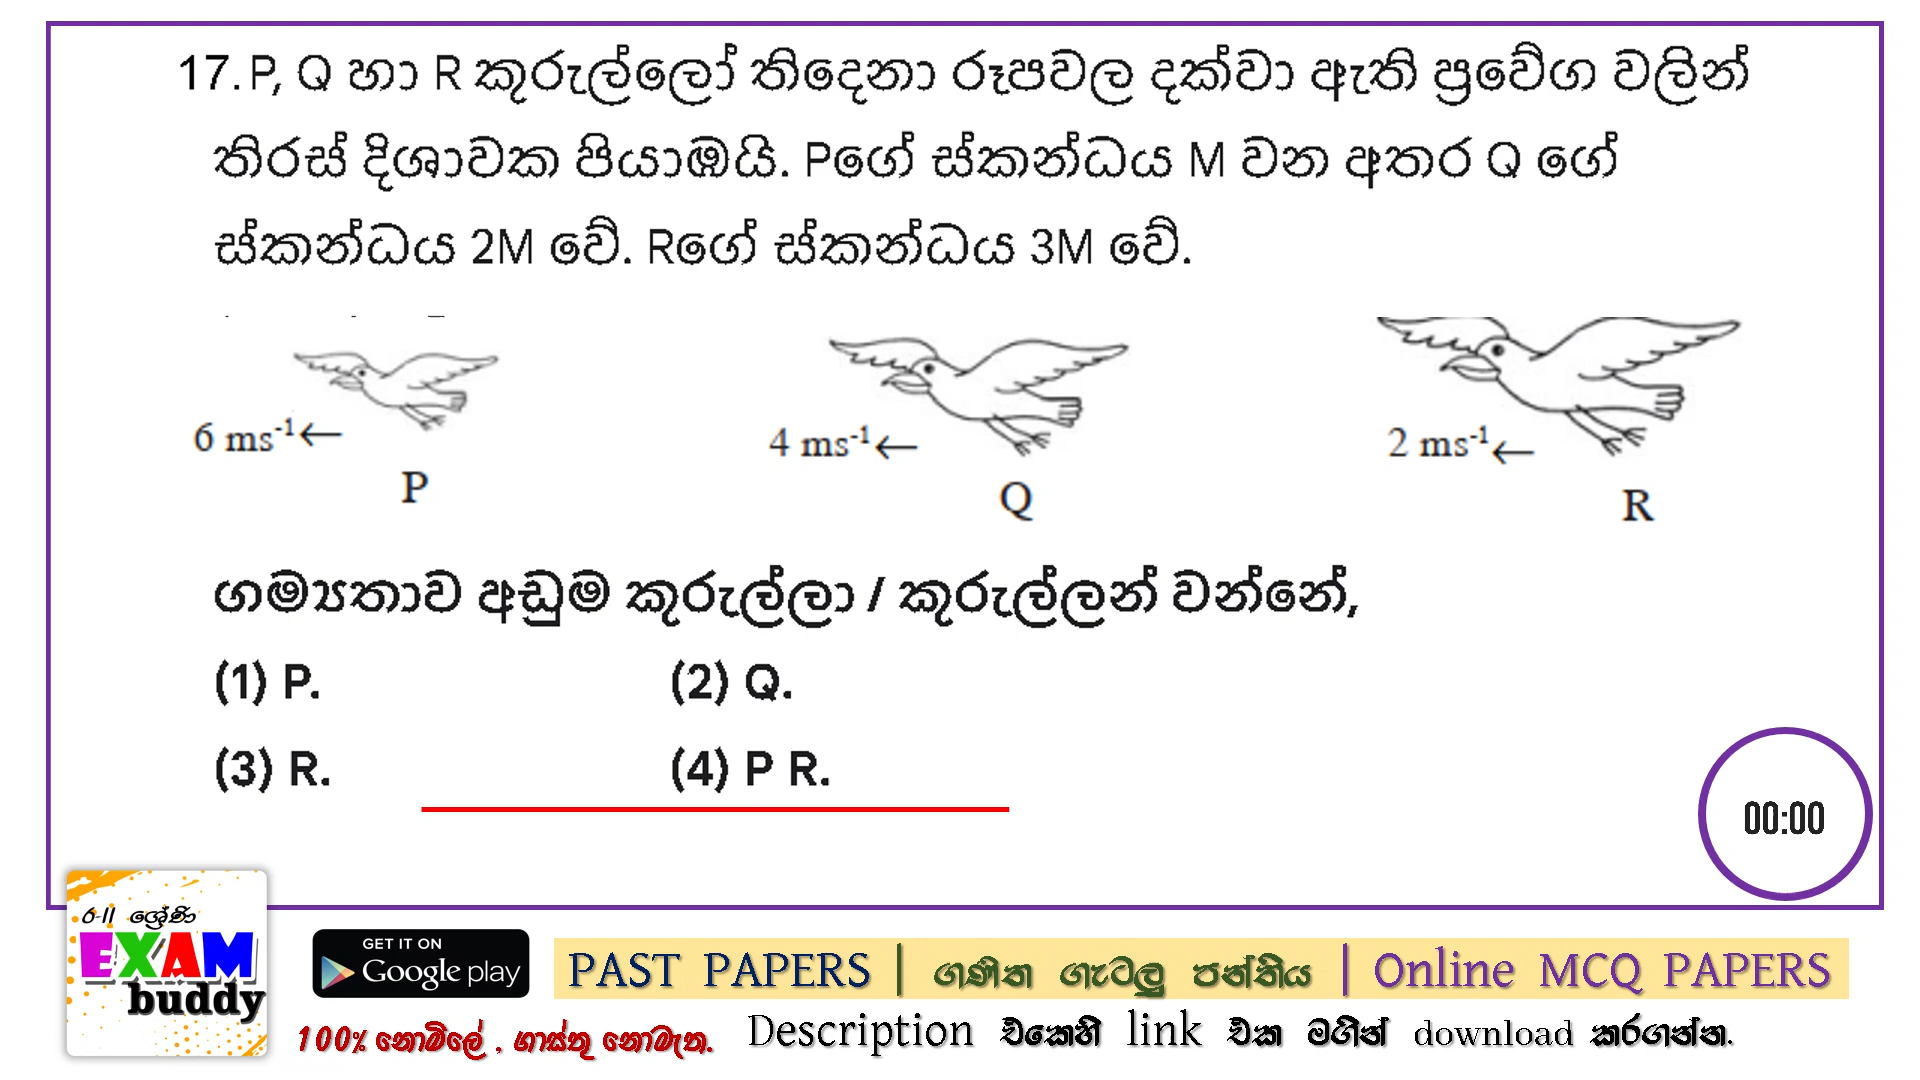 17. P, Q හා R කුරුල්ලෝ තිදෙනා රූපවල දක්වා ඇති ප්‍රවේග වලින්
තිරස් දිශාවක පියාඹයි. Pගේ ස්කන්ධය M වන අතර Q ගේ
ස්කන්ධය 2M වේ. Rගේ ස්කන්ධය 3M වේ.
6 ms⁻¹← 4 ms⁻¹← 2 ms⁻¹←
P Q R
ගම්‍යතාව අඩුම කුරුල්ලා / කුරුල්ලන් වන්නේ,
(1) P. (2) Q.
(3) R. (4) P R.
00:00
6-11 ශ්‍රේණි
EXAM
buddy
GET IT ON
Google play
PAST PAPERS | ගණිත ගැටලු පන්තිය | Online MCQ PAPERS
100% නොමිලේ , ගාස්තු නොමැත.
Description එකෙහි link එක මගින් download කරගන්න.